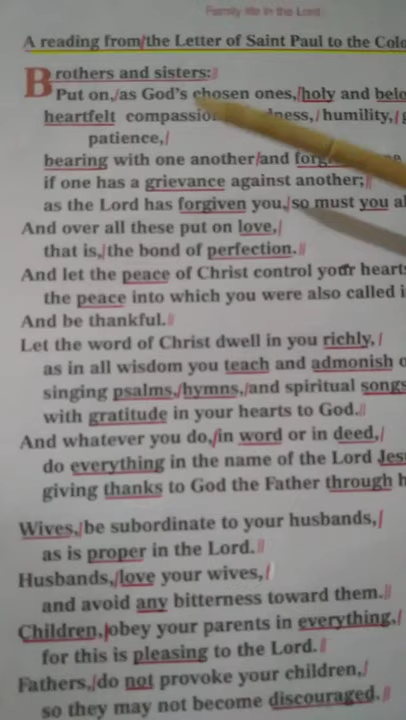 Family life in the Lord
A reading from the Letter of Saint Paul to the Colo
Brothers and sisters:
Put on, as God's chosen ones, holy and belo
heartfelt compassio ness, humility, g
patience,
bearing with one another and forg
if one has a grievance against another;
as the Lord has forgiven you, so must you al
And over all these put on love,
that is, the bond of perfection.
And let the peace of Christ control your hearts
the peace into which you were also called i
And be thankful.
Let the word of Christ dwell in you richly,
as in all wisdom you teach and admonish o
singing psalms, hymns, and spiritual songs
with gratitude in your hearts to God.
And whatever you do, in word or in deed,
do everything in the name of the Lord Jesu
giving thanks to God the Father through h
Wives, be subordinate to your husbands,
as is proper in the Lord.
Husbands, love your wives,
and avoid any bitterness toward them.
Children, obey your parents in everything,
for this is pleasing to the Lord.
Fathers, do not provoke your children,
so they may not become discouraged.